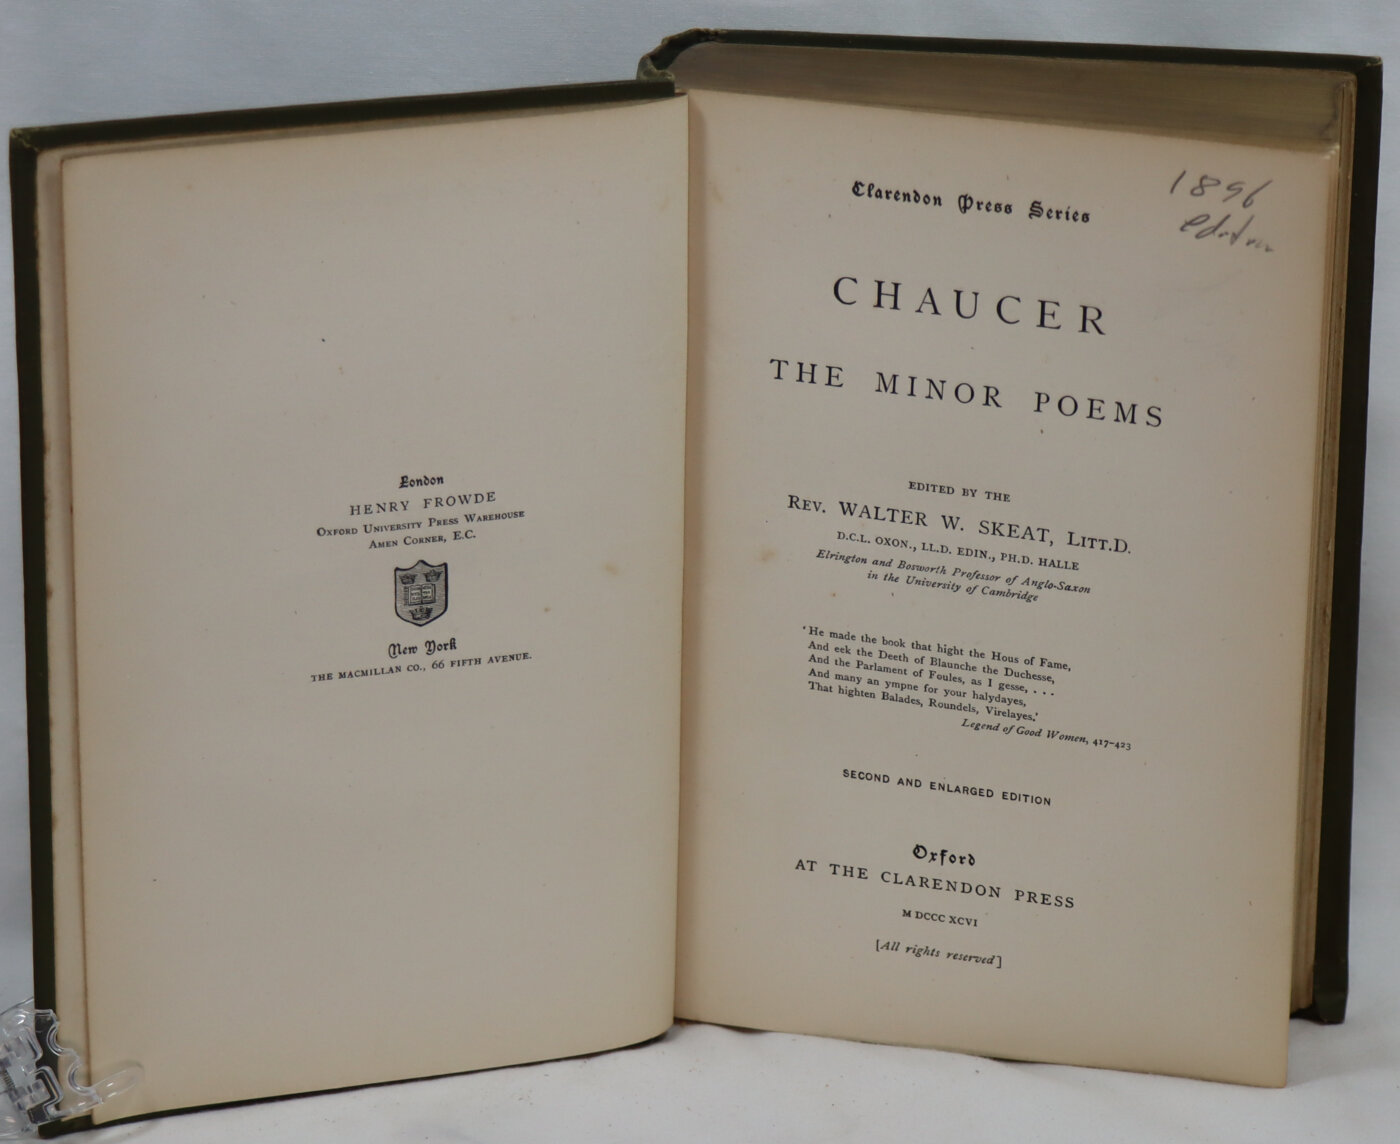 London
HENRY FROWDE
OXFORD UNIVERSITY PRESS WAREHOUSE
AMEN CORNER, E.C.
New York
THE MACMILLAN CO., 66 FIFTH AVENUE.
1896
edition
Clarendon Press Series
CHAUCER
THE MINOR POEMS
EDITED BY THE
REV. WALTER W. SKEAT, LITT.D.
D.C.L. OXON., LL.D. EDIN., PH.D. HALLE
Elrington and Bosworth Professor of Anglo-Saxon
in the University of Cambridge
'He made the book that hight the Hous of Fame,
And eek the Deeth of Blaunche the Duchesse,
And the Parlament of Foules, as I gesse, . . .
And many an ympne for your halydayes,
That highten Balades, Roundels, Virelayes.'
Legend of Good Women, 417-423
SECOND AND ENLARGED EDITION
Oxford
AT THE CLARENDON PRESS
M DCCC XCVI
[All rights reserved]